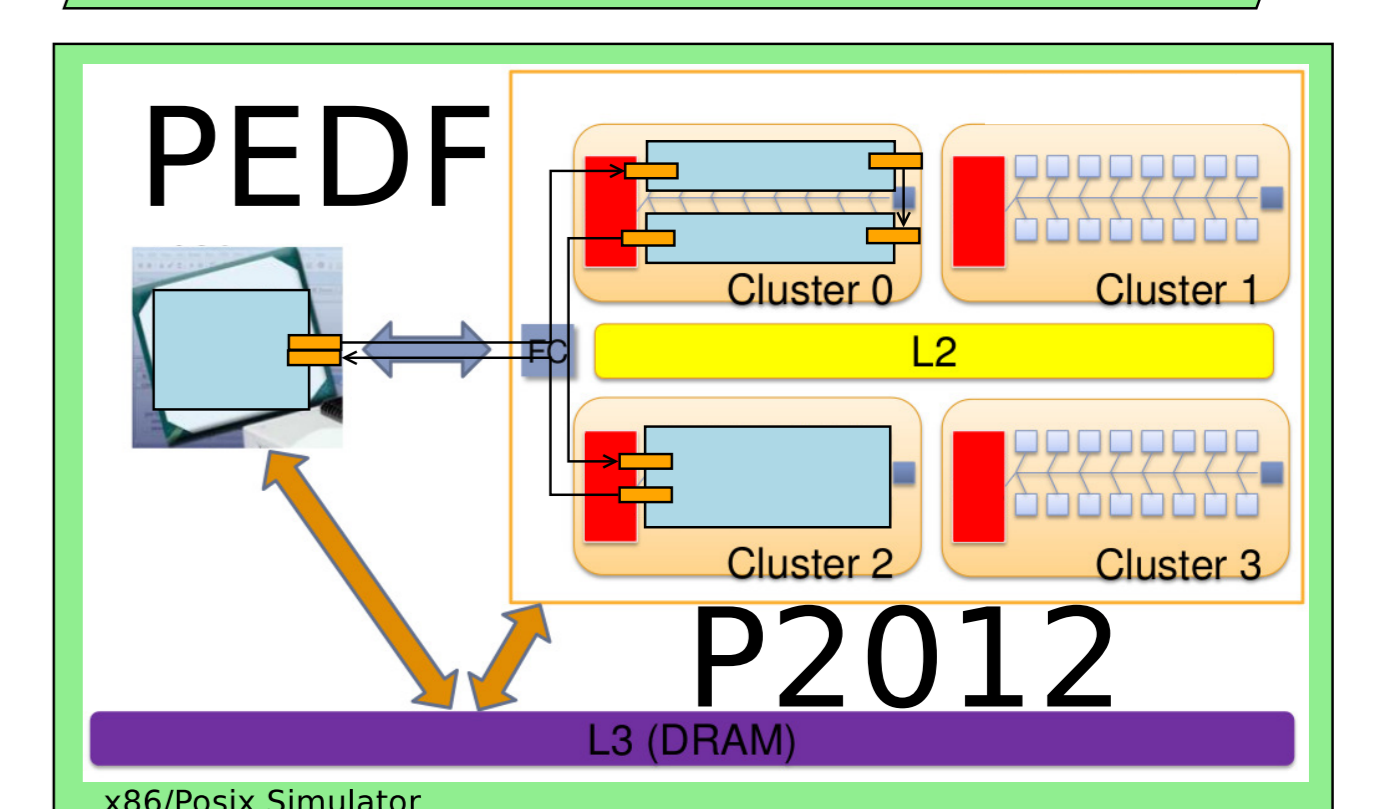 PEDF
Cluster 0
Cluster 1
FC
L2
Cluster 2
Cluster 3
P2012
L3 (DRAM)
x86/Posix Simulator